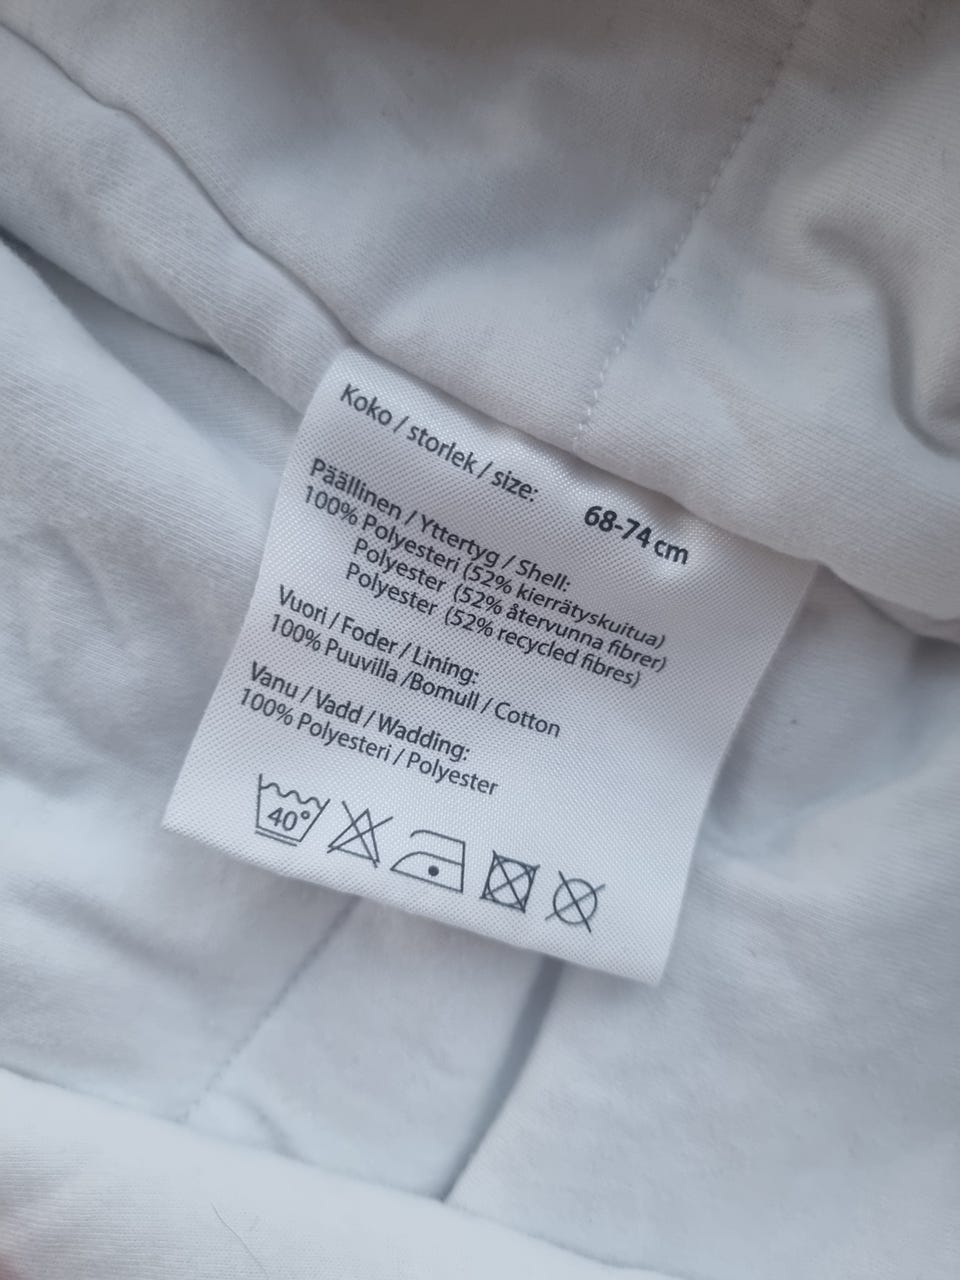 Koko / storlek / size: 68-74 cm
Päällinen / Yttertyg / Shell:
100% Polyesteri (52% kierrätyskuitua)
Polyester (52% återvunna fibrer)
Polyester (52% recycled fibres)
Vuori / Foder / Lining:
100% Puuvilla /Bomull / Cotton
Vanu / Vadd / Wadding:
100% Polyesteri / Polyester
40°